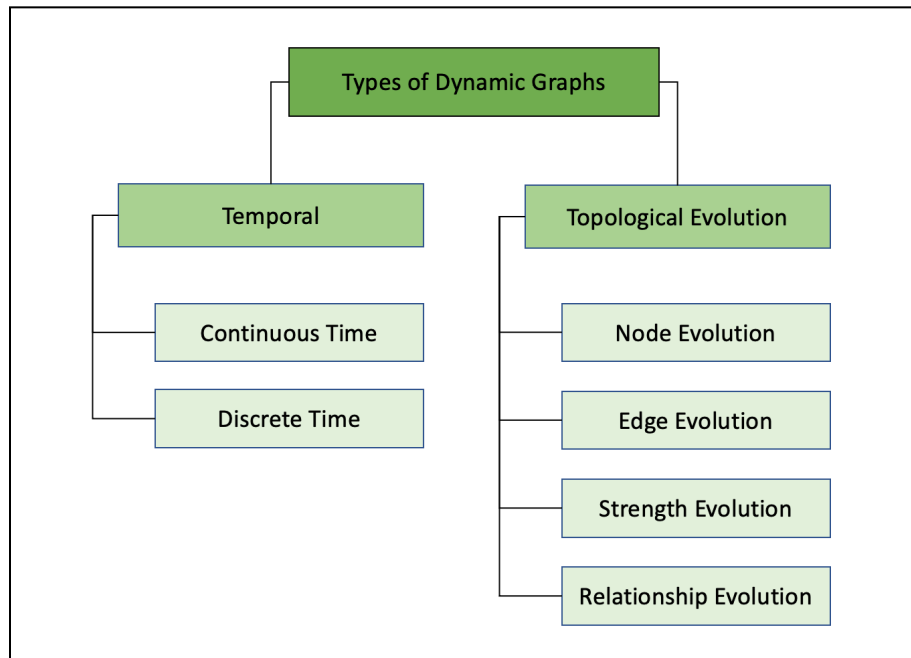 Types of Dynamic Graphs
Temporal
Continuous Time
Discrete Time
Topological Evolution
Node Evolution
Edge Evolution
Strength Evolution
Relationship Evolution